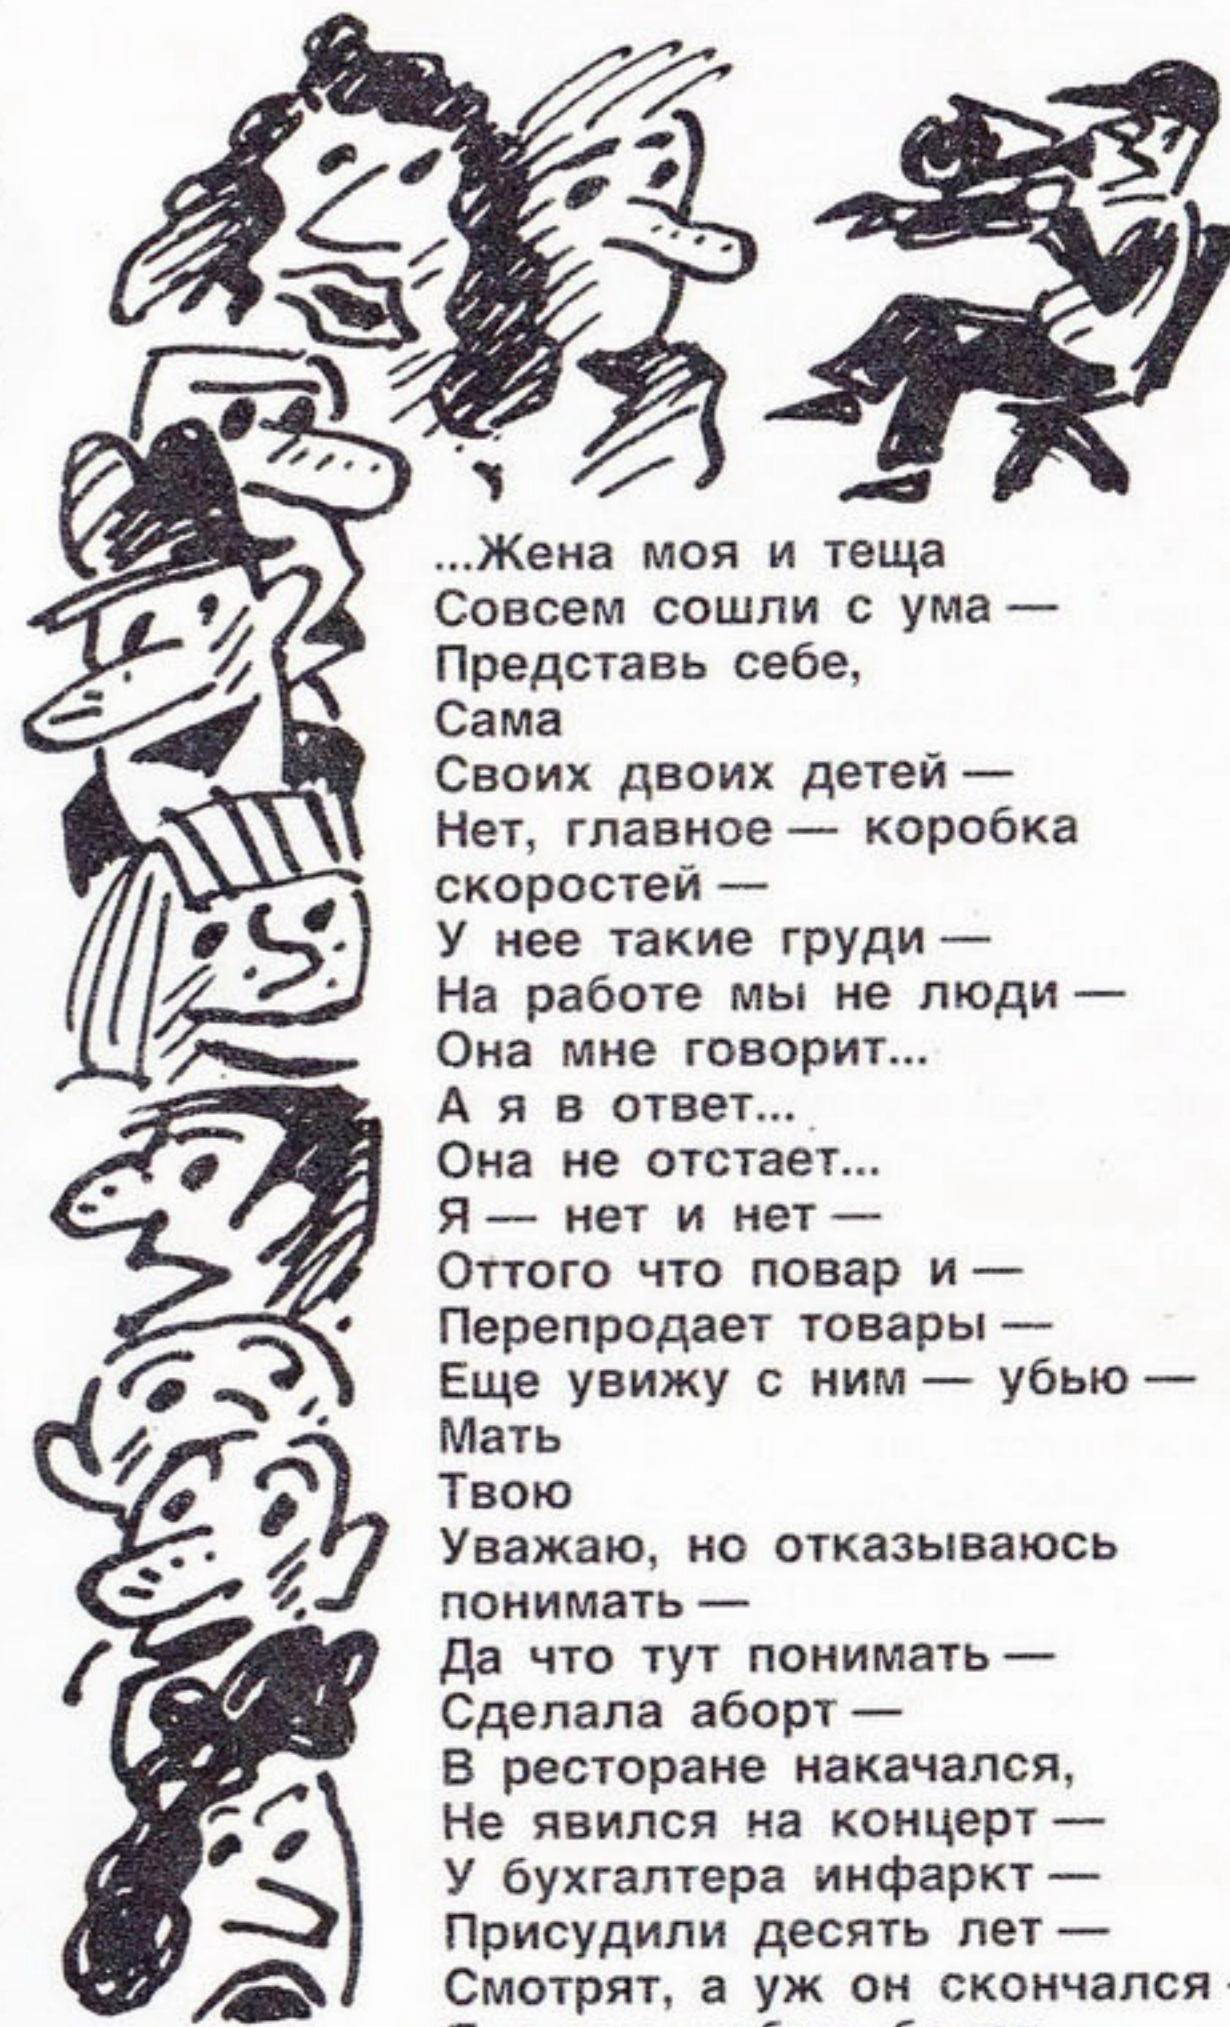 ...Жена моя и теща
Совсем сошли с ума —
Представь себе,
Сама
Своих двоих детей —
Нет, главное — коробка
скоростей —
У нее такие груди —
На работе мы не люди —
Она мне говорит...
А я в ответ...
Она не отстает...
Я — нет и нет —
Оттого что повар и —
Перепродает товары —
Еще увижу с ним — убью —
Мать
Твою
Уважаю, но отказываюсь
понимать —
Да что тут понимать —
Сделала аборт —
В ресторане накачался,
Не явился на концерт —
У бухгалтера инфаркт —
Присудили десять лет —
Смотрят, а уж он скончался -